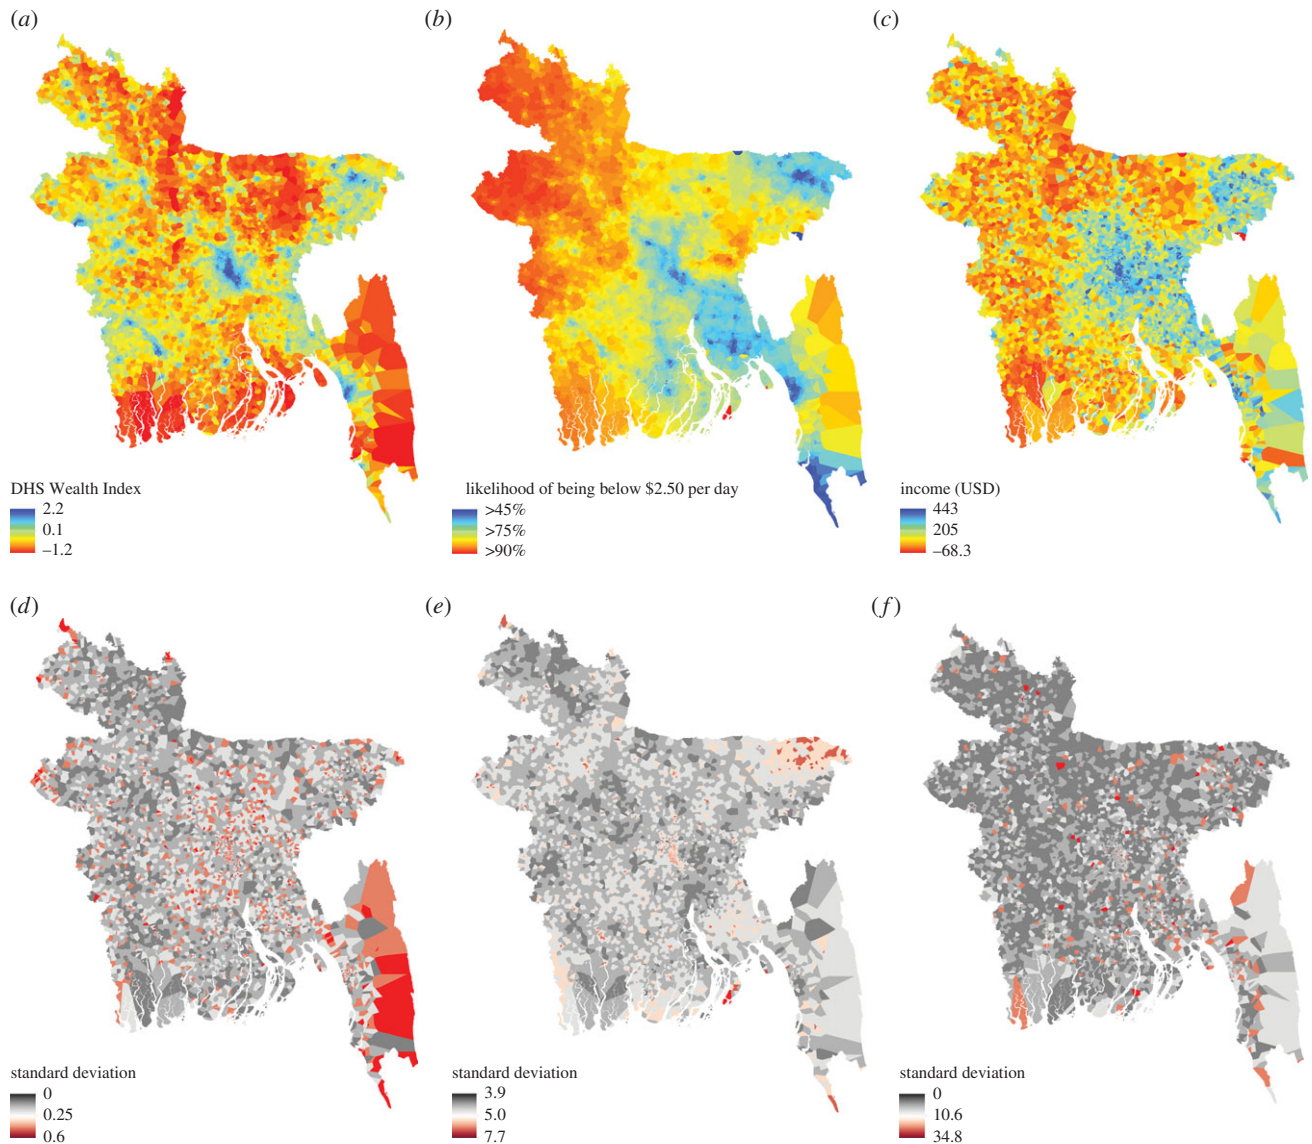 (a)
(b)
(c)
DHS Wealth Index
2.2
0.1
–1.2
likelihood of being below $2.50 per day
>45%
>75%
>90%
income (USD)
443
205
–68.3
(d)
(e)
(f)
standard deviation
0
0.25
0.6
standard deviation
3.9
5.0
7.7
standard deviation
0
10.6
34.8